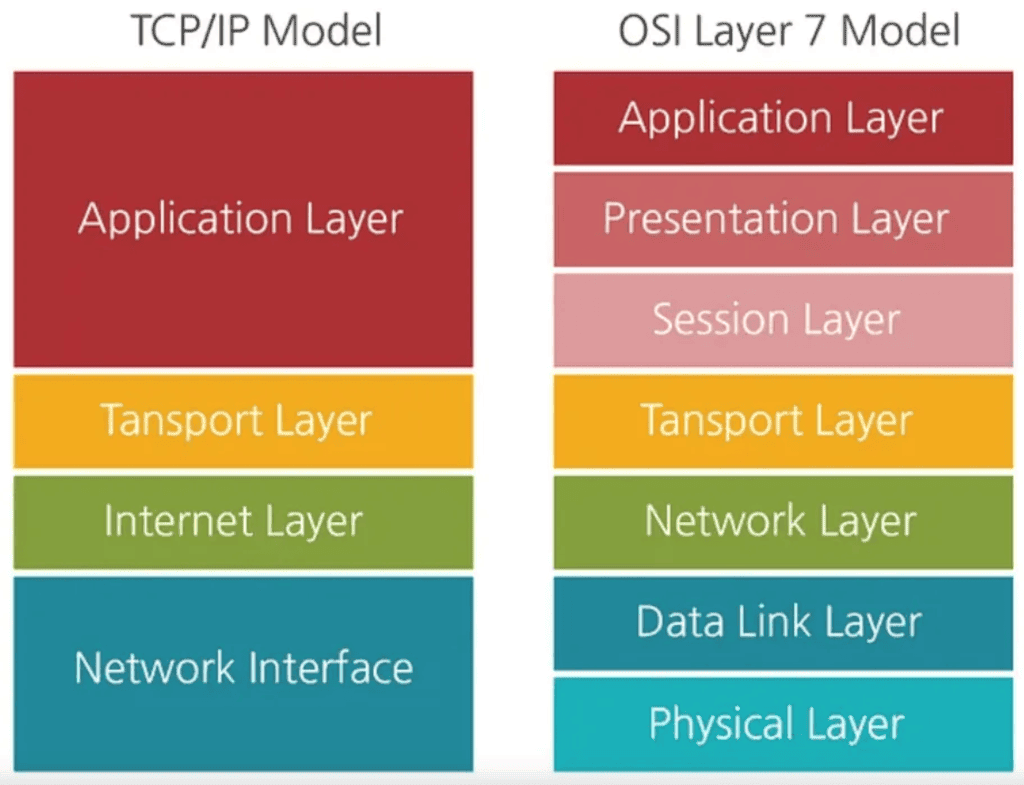 TCP/IP Model
Application Layer
Tansport Layer
Internet Layer
Network Interface
OSI Layer 7 Model
Application Layer
Presentation Layer
Session Layer
Tansport Layer
Network Layer
Data Link Layer
Physical Layer